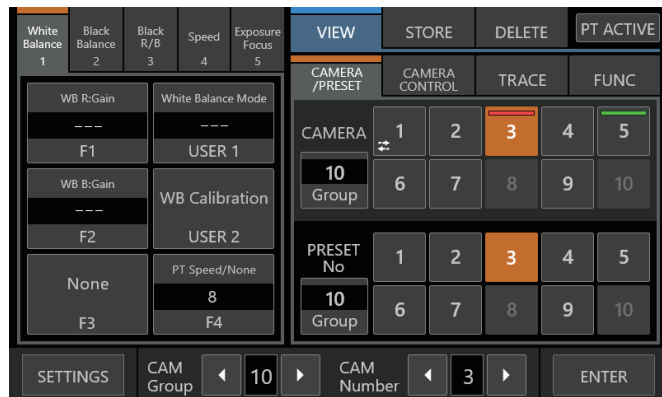 White Balance 1
Black Balance 2
Black R/B 3
Speed 4
Exposure Focus 5
WB R:Gain
---
F1
White Balance Mode
---
USER 1
WB B:Gain
---
F2
WB Calibration
USER 2
None
F3
PT Speed/None
8
F4
VIEW
STORE
DELETE
PT ACTIVE
CAMERA
/PRESET
CAMERA
CONTROL
TRACE
FUNC
CAMERA
1 2 3 4 5
10
Group
6 7 8 9 10
PRESET
No
1 2 3 4 5
10
Group
6 7 8 9 10
SETTINGS
CAM
Group
10
CAM
Number
3
ENTER